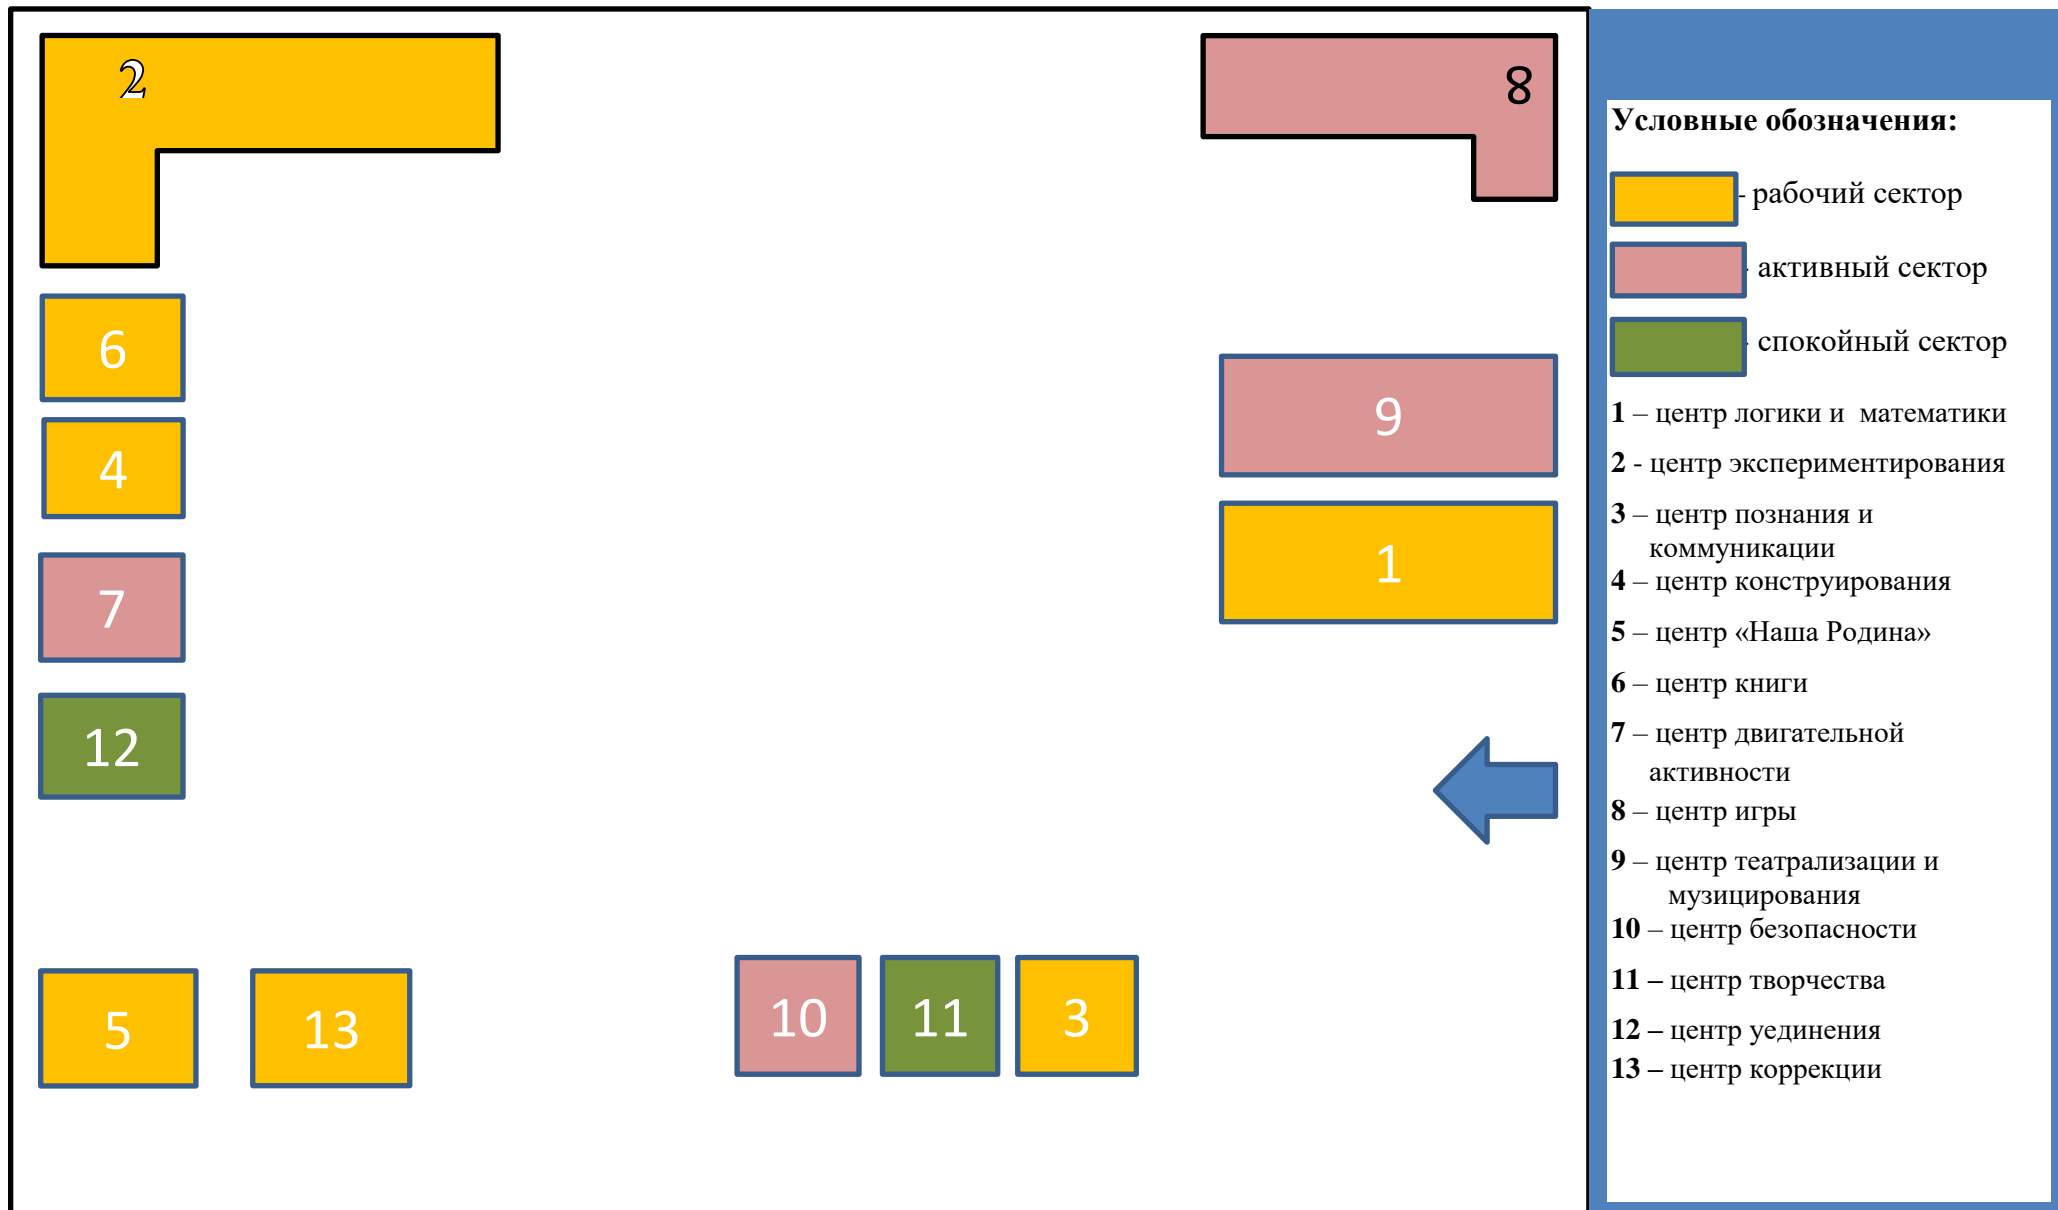 2
8
6
4
7
12
9
1
5
13
10
11
3
Условные обозначения:
- рабочий сектор
- активный сектор
- спокойный сектор
1 – центр логики и математики
2 - центр экспериментирования
3 – центр познания и
коммуникации
4 – центр конструирования
5 – центр «Наша Родина»
6 – центр книги
7 – центр двигательной
активности
8 – центр игры
9 – центр театрализации и
музицирования
10 – центр безопасности
11 – центр творчества
12 – центр уединения
13 – центр коррекции